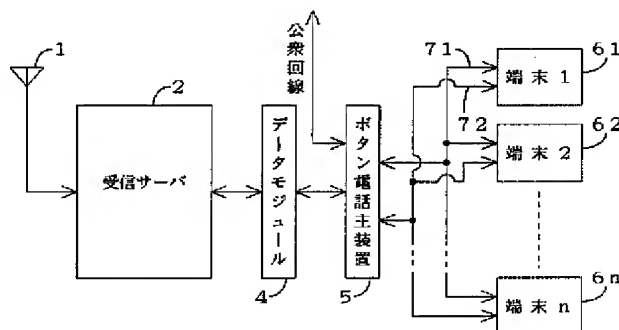 1
2
受信サーバ
データモジュール
4
公衆回線
ボタン電話主装置
5
71
72
端末1
61
端末2
62
端末n
6n